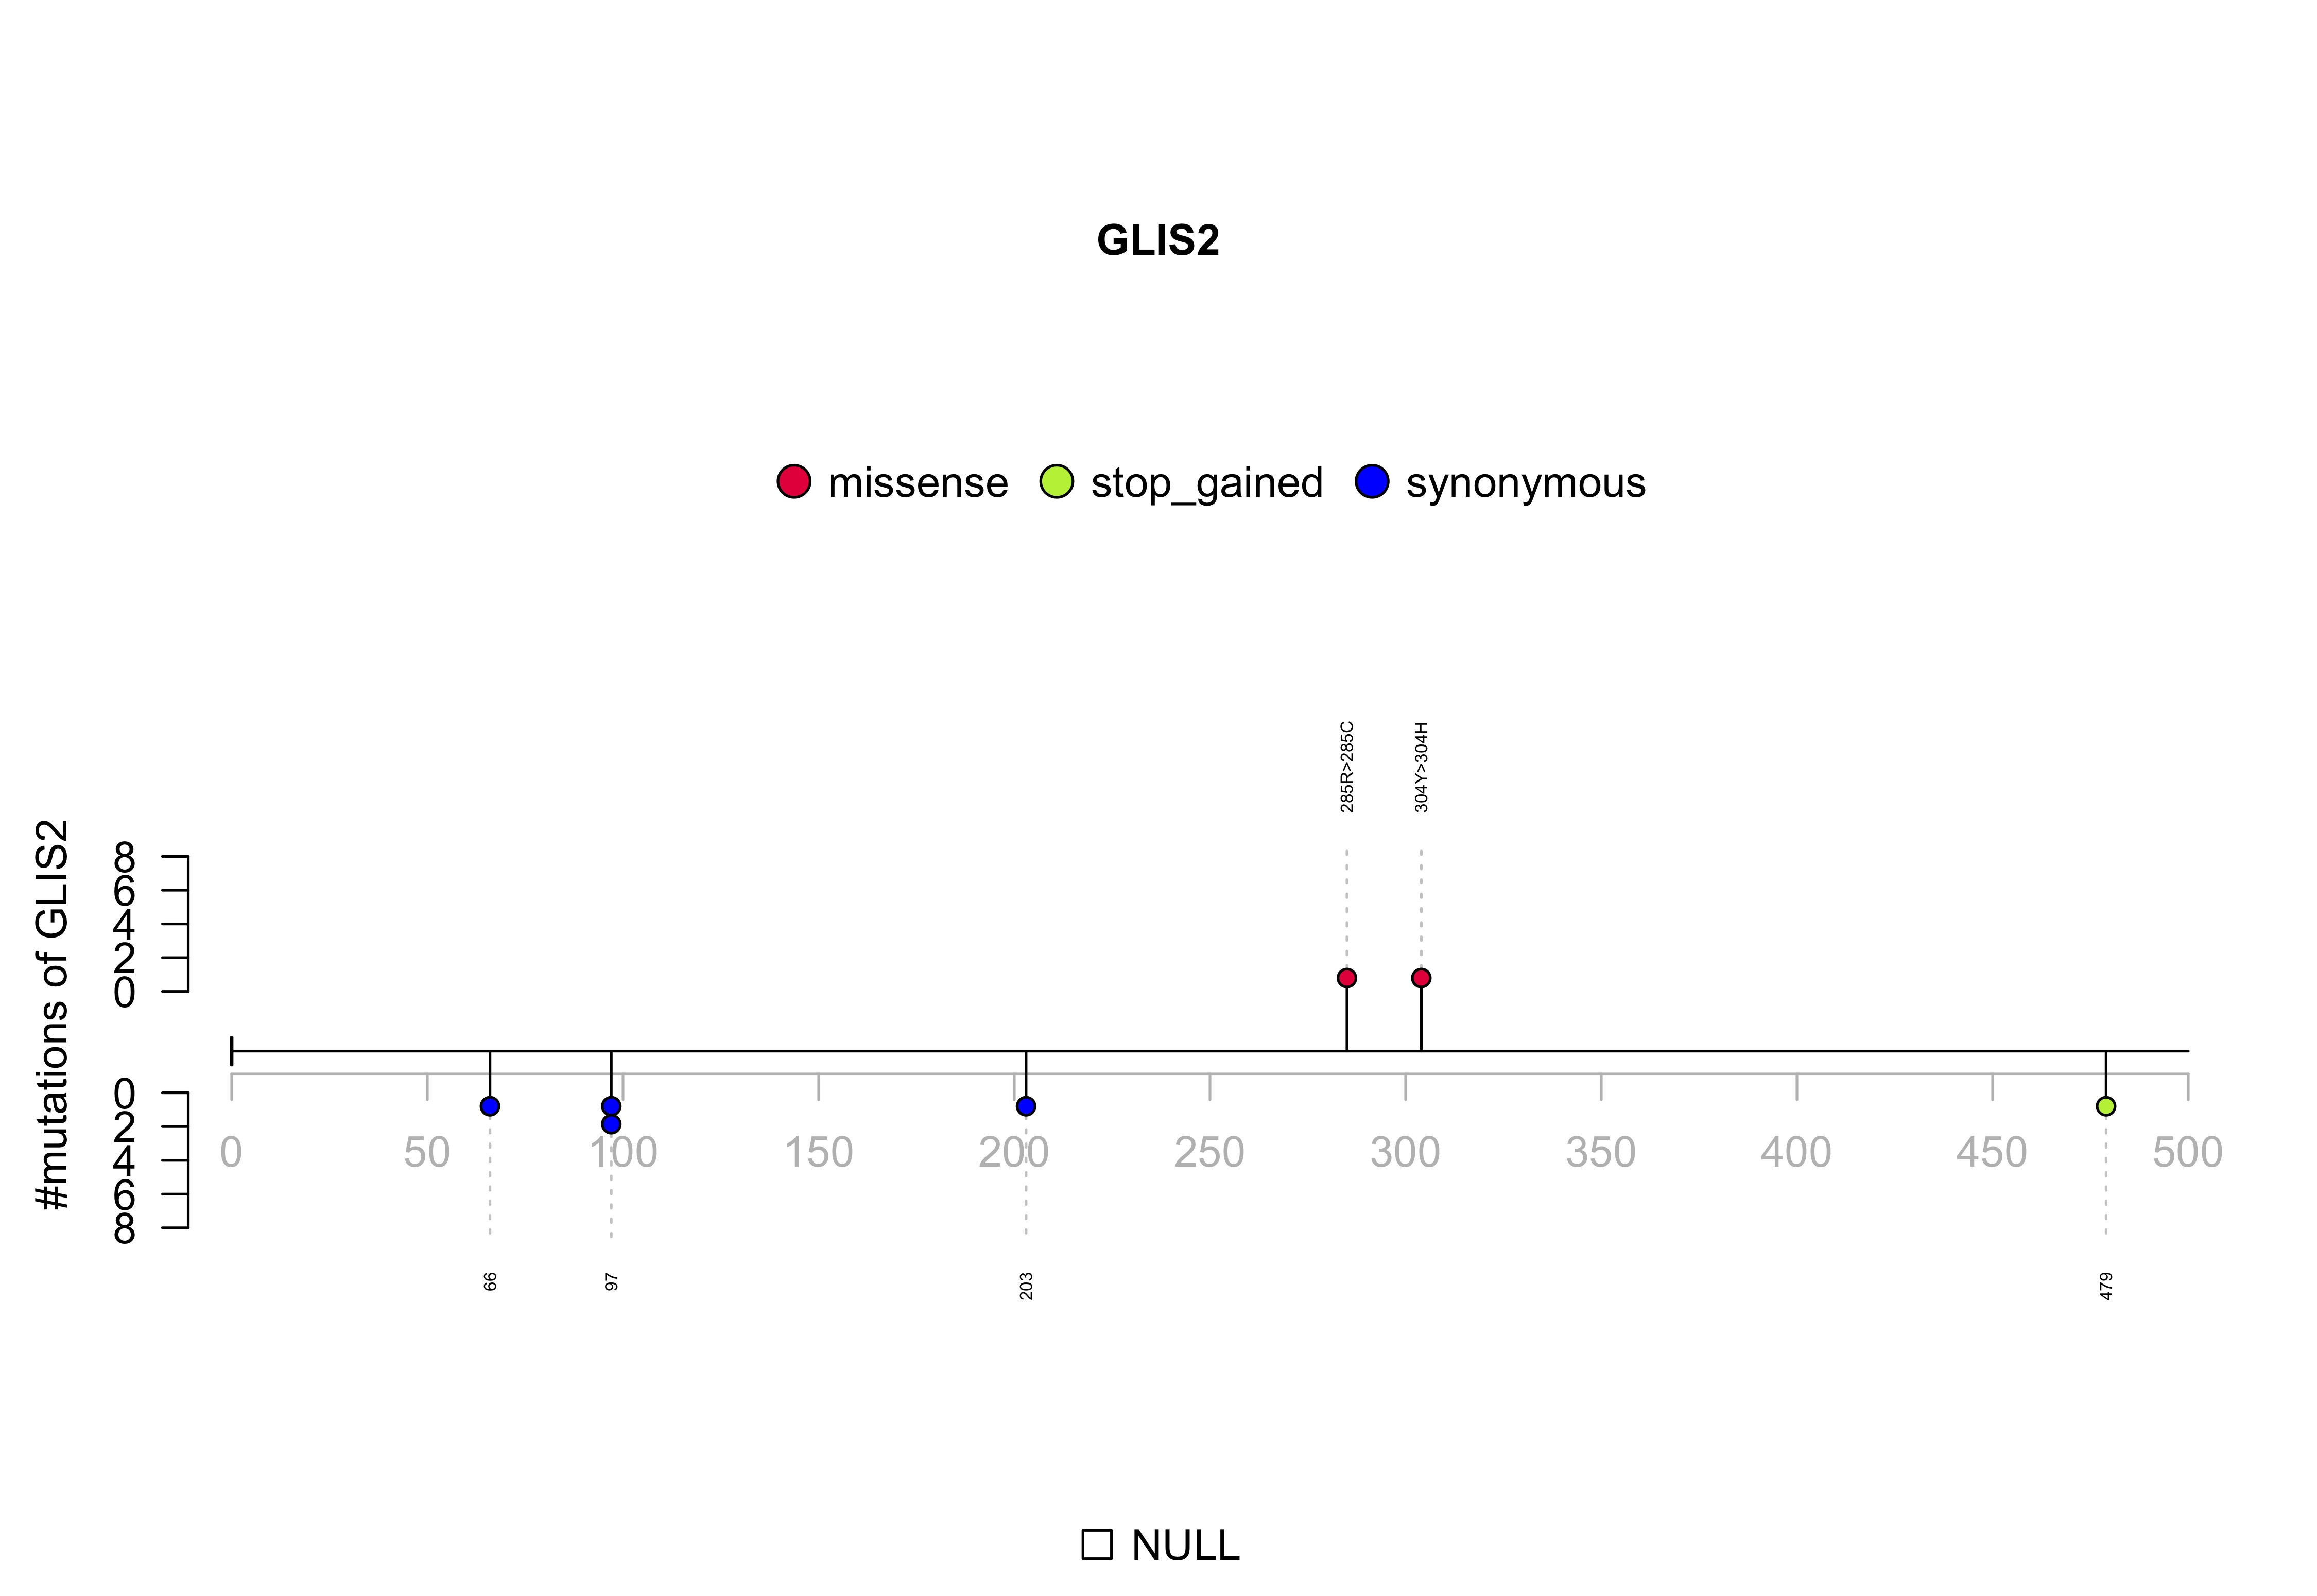 GLIS2
missense stop_gained synonymous
285R>285C
304Y>304H
#mutations of GLIS2
8
6
4
2
0
0
2
4
6
8
0 50 100 150 200 250 300 350 400 450 500
66
97
203
479
NULL